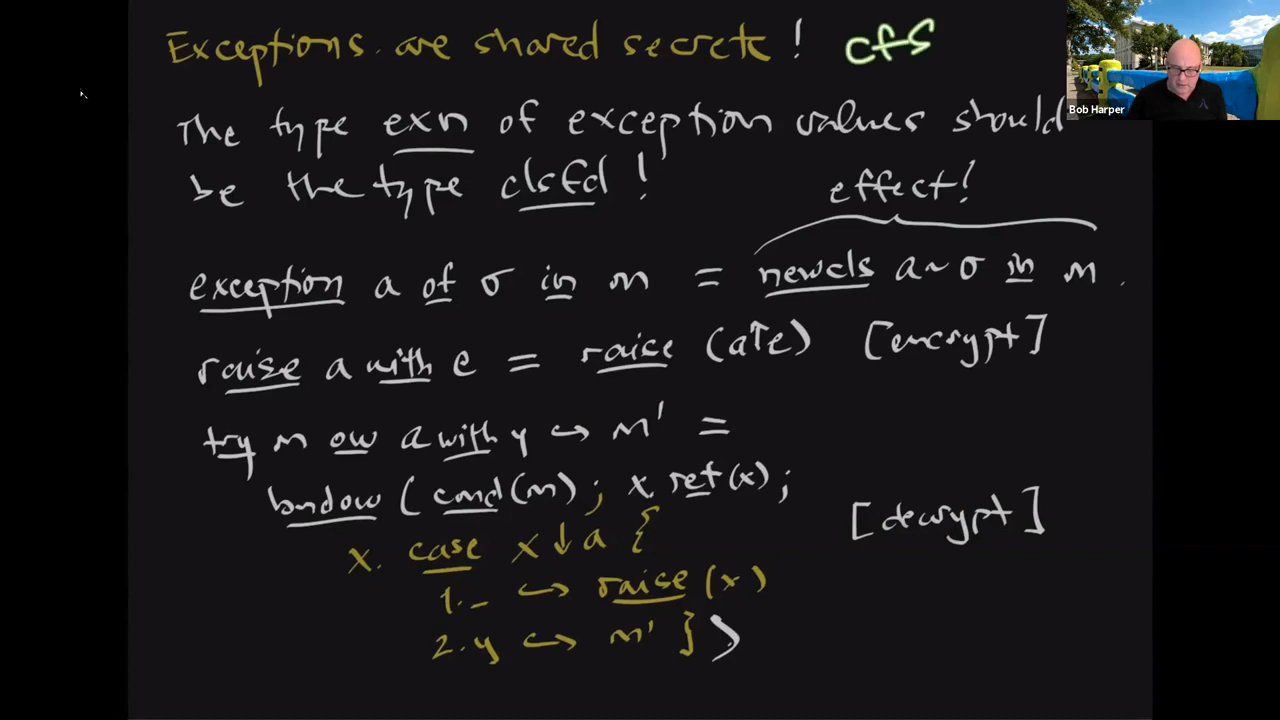 Exceptions are shared secrets! cfs
Bob Harper
The type exn of exception values should
be the type clsfd!
effect!
exception a of σ in m = newcls a~σ in m.
raise a with e = raise (a↑e) [encrypt]
try m ow a with y ↪ m' =
bndow (cmd(m); x. ret(x);
x. case x↓a {
[decrypt]
1._ ↪ raise (x)
2.y ↪ m' })